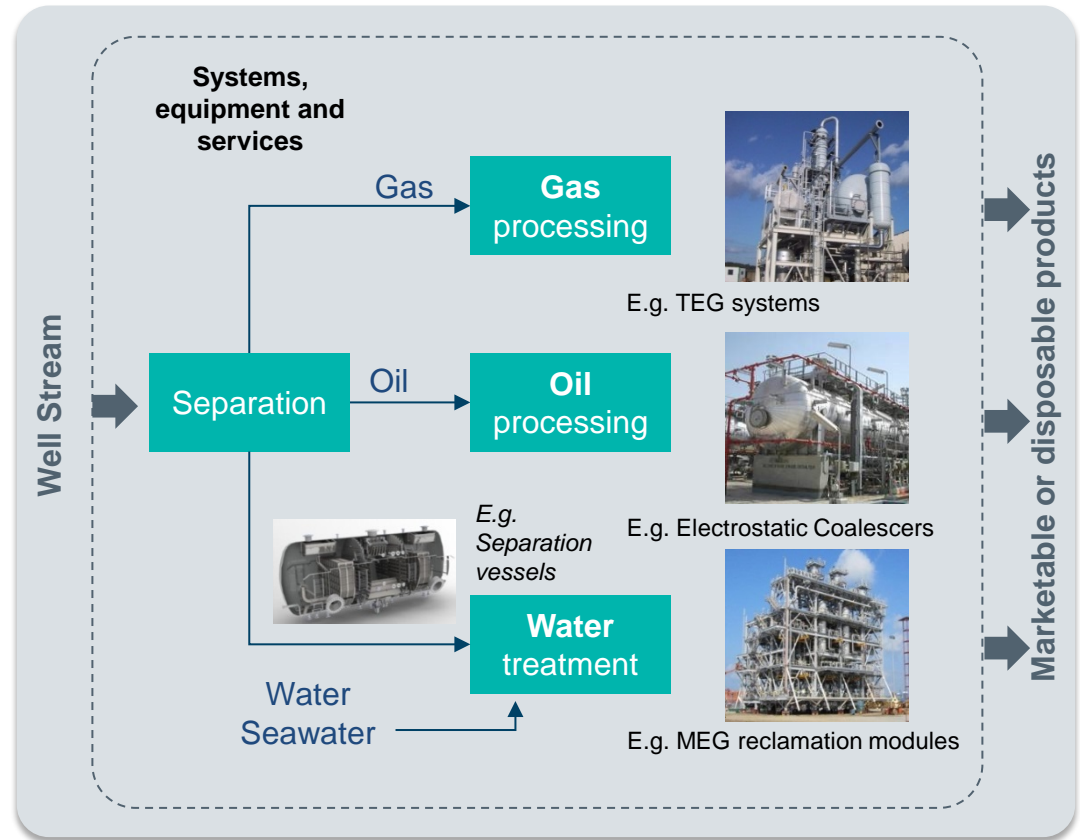 Systems,
equipment and
services
Well Stream
Separation
Gas
Gas
processing
E.g. TEG systems
Oil
Oil
processing
E.g. Electrostatic Coalescers
E.g.
Separation
vessels
Water
treatment
Water
Seawater
E.g. MEG reclamation modules
Marketable or disposable products